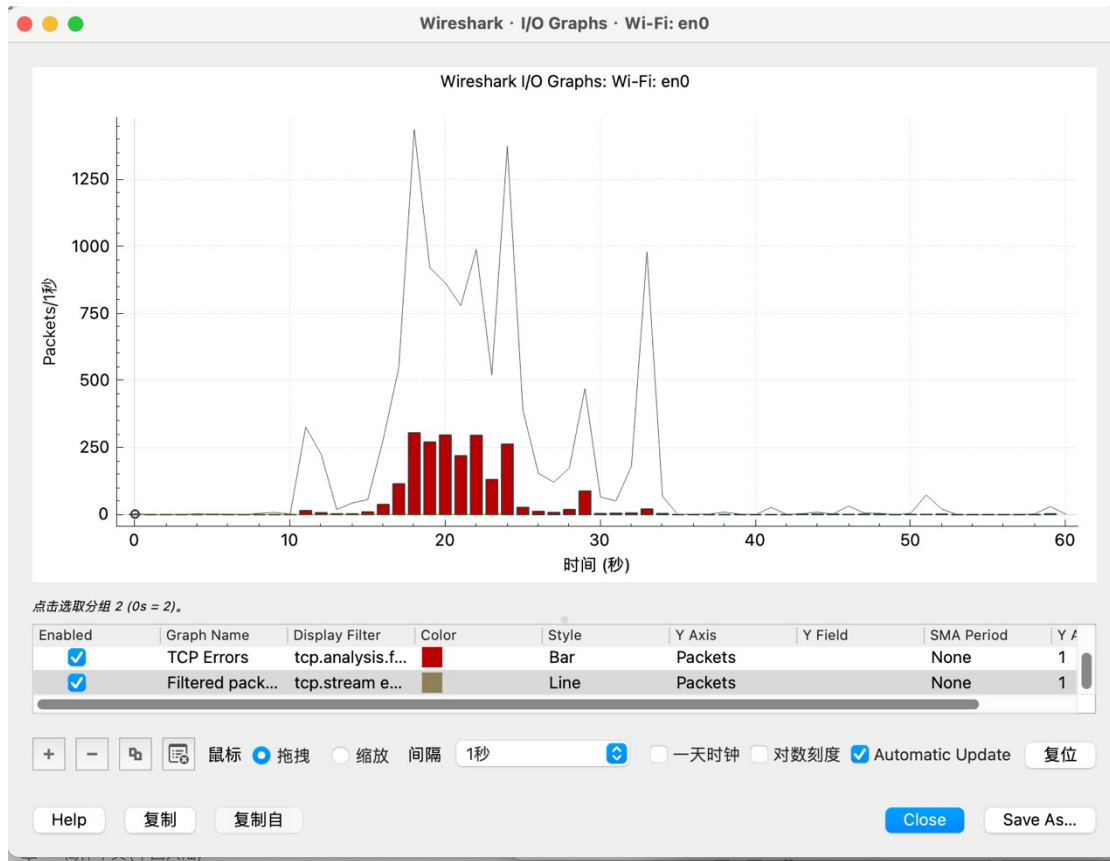 Wireshark · I/O Graphs · Wi-Fi: en0
Wireshark I/O Graphs: Wi-Fi: en0
Packets/1秒
1250
1000
750
500
250
0
0 10 20 30 40 50 60
时间 (秒)
点击选取分组 2 (0s = 2)。
Enabled Graph Name Display Filter Color Style Y Axis Y Field SMA Period Y A
TCP Errors tcp.analysis.f... Bar Packets None 1
Filtered pack... tcp.stream e... Line Packets None 1
+ − 鼠标 拖拽 缩放 间隔 1秒 一天时钟 对数刻度 Automatic Update 复位
Help 复制 复制自 Close Save As...